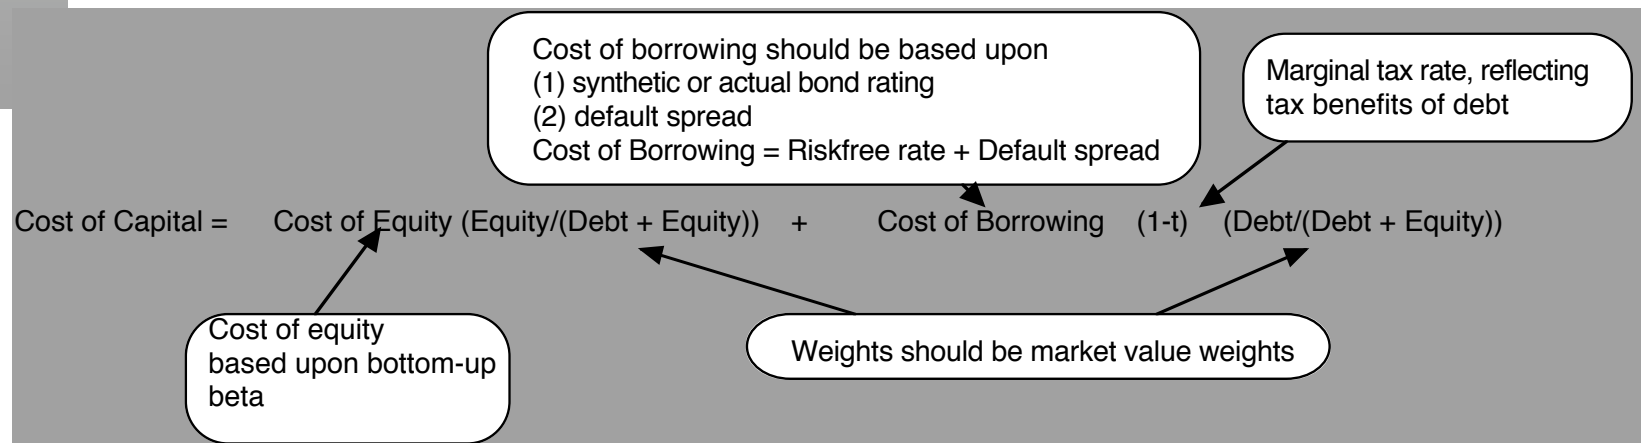 Cost of borrowing should be based upon
(1) synthetic or actual bond rating
(2) default spread
Cost of Borrowing = Riskfree rate + Default spread
Marginal tax rate, reflecting
tax benefits of debt
Cost of Capital = Cost of Equity (Equity/(Debt + Equity)) + Cost of Borrowing (1-t) (Debt/(Debt + Equity))
Cost of equity
based upon bottom-up
beta
Weights should be market value weights